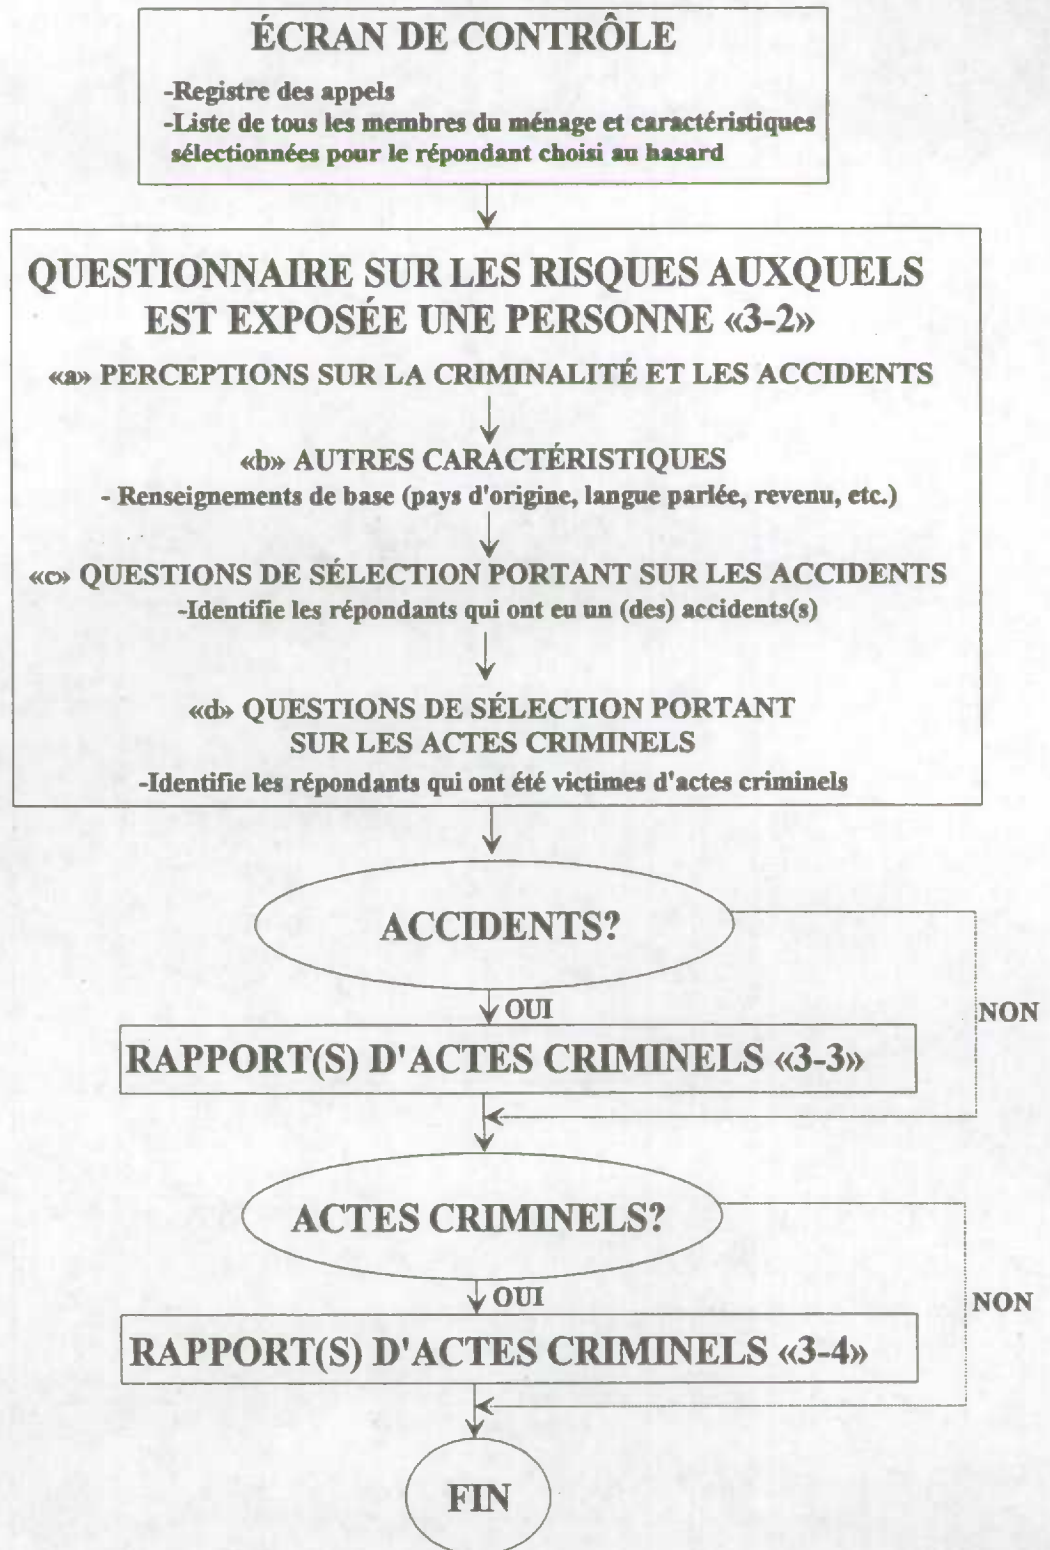 ÉCRAN DE CONTRÔLE
-Registre des appels
-Liste de tous les membres du ménage et caractéristiques
sélectionnées pour le répondant choisi au hasard
QUESTIONNAIRE SUR LES RISQUES AUXQUELS
EST EXPOSÉE UNE PERSONNE «3-2»
«a» PERCEPTIONS SUR LA CRIMINALITÉ ET LES ACCIDENTS
«b» AUTRES CARACTÉRISTIQUES
- Renseignements de base (pays d'origine, langue parlée, revenu, etc.)
«c» QUESTIONS DE SÉLECTION PORTANT SUR LES ACCIDENTS
-Identifie les répondants qui ont eu un (des) accidents(s)
«d» QUESTIONS DE SÉLECTION PORTANT
SUR LES ACTES CRIMINELS
-Identifie les répondants qui ont été victimes d'actes criminels
ACCIDENTS?
OUI
NON
RAPPORT(S) D'ACTES CRIMINELS «3-3»
ACTES CRIMINELS?
OUI
NON
RAPPORT(S) D'ACTES CRIMINELS «3-4»
FIN